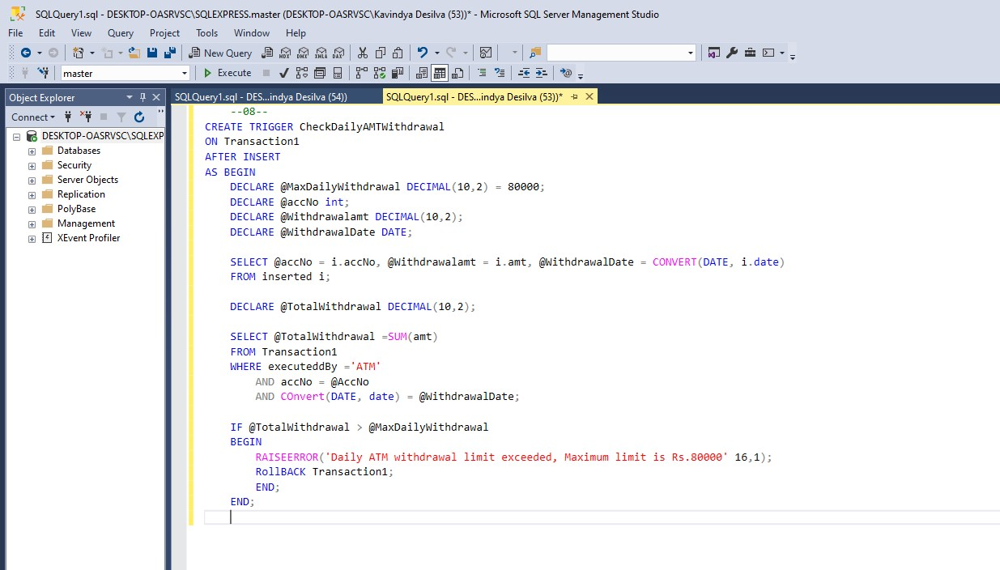 SQLQuery1.sql - DESKTOP-OASRVSC\SQLEXPRESS.master (DESKTOP-OASRVSC\Kavindya Desilva (53))* - Microsoft SQL Server Management Studio
File Edit View Query Project Tools Window Help
New Query MDX DMX XMLA DAX
master Execute
Object Explorer
SQLQuery1.sql - DES...indya Desilva (54)) SQLQuery1.sql - DES...indya Desilva (53))*
Connect
DESKTOP-OASRVSC\SQLEXP
Databases
Security
Server Objects
Replication
PolyBase
Management
XEvent Profiler
--08--
CREATE TRIGGER CheckDailyAMTWithdrawal
ON Transaction1
AFTER INSERT
AS BEGIN
DECLARE @MaxDailyWithdrawal DECIMAL(10,2) = 80000;
DECLARE @accNo int;
DECLARE @Withdrawalamt DECIMAL(10,2);
DECLARE @WithdrawalDate DATE;
SELECT @accNo = i.accNo, @Withdrawalamt = i.amt, @WithdrawalDate = CONVERT(DATE, i.date)
FROM inserted i;
DECLARE @TotalWithdrawal DECIMAL(10,2);
SELECT @TotalWithdrawal =SUM(amt)
FROM Transaction1
WHERE executeddBy ='ATM'
AND accNo = @AccNo
AND COnvert(DATE, date) = @WithdrawalDate;
IF @TotalWithdrawal > @MaxDailyWithdrawal
BEGIN
RAISEERROR('Daily ATM withdrawal limit exceeded, Maximum limit is Rs.80000' 16,1);
RollBACK Transaction1;
END;
END;